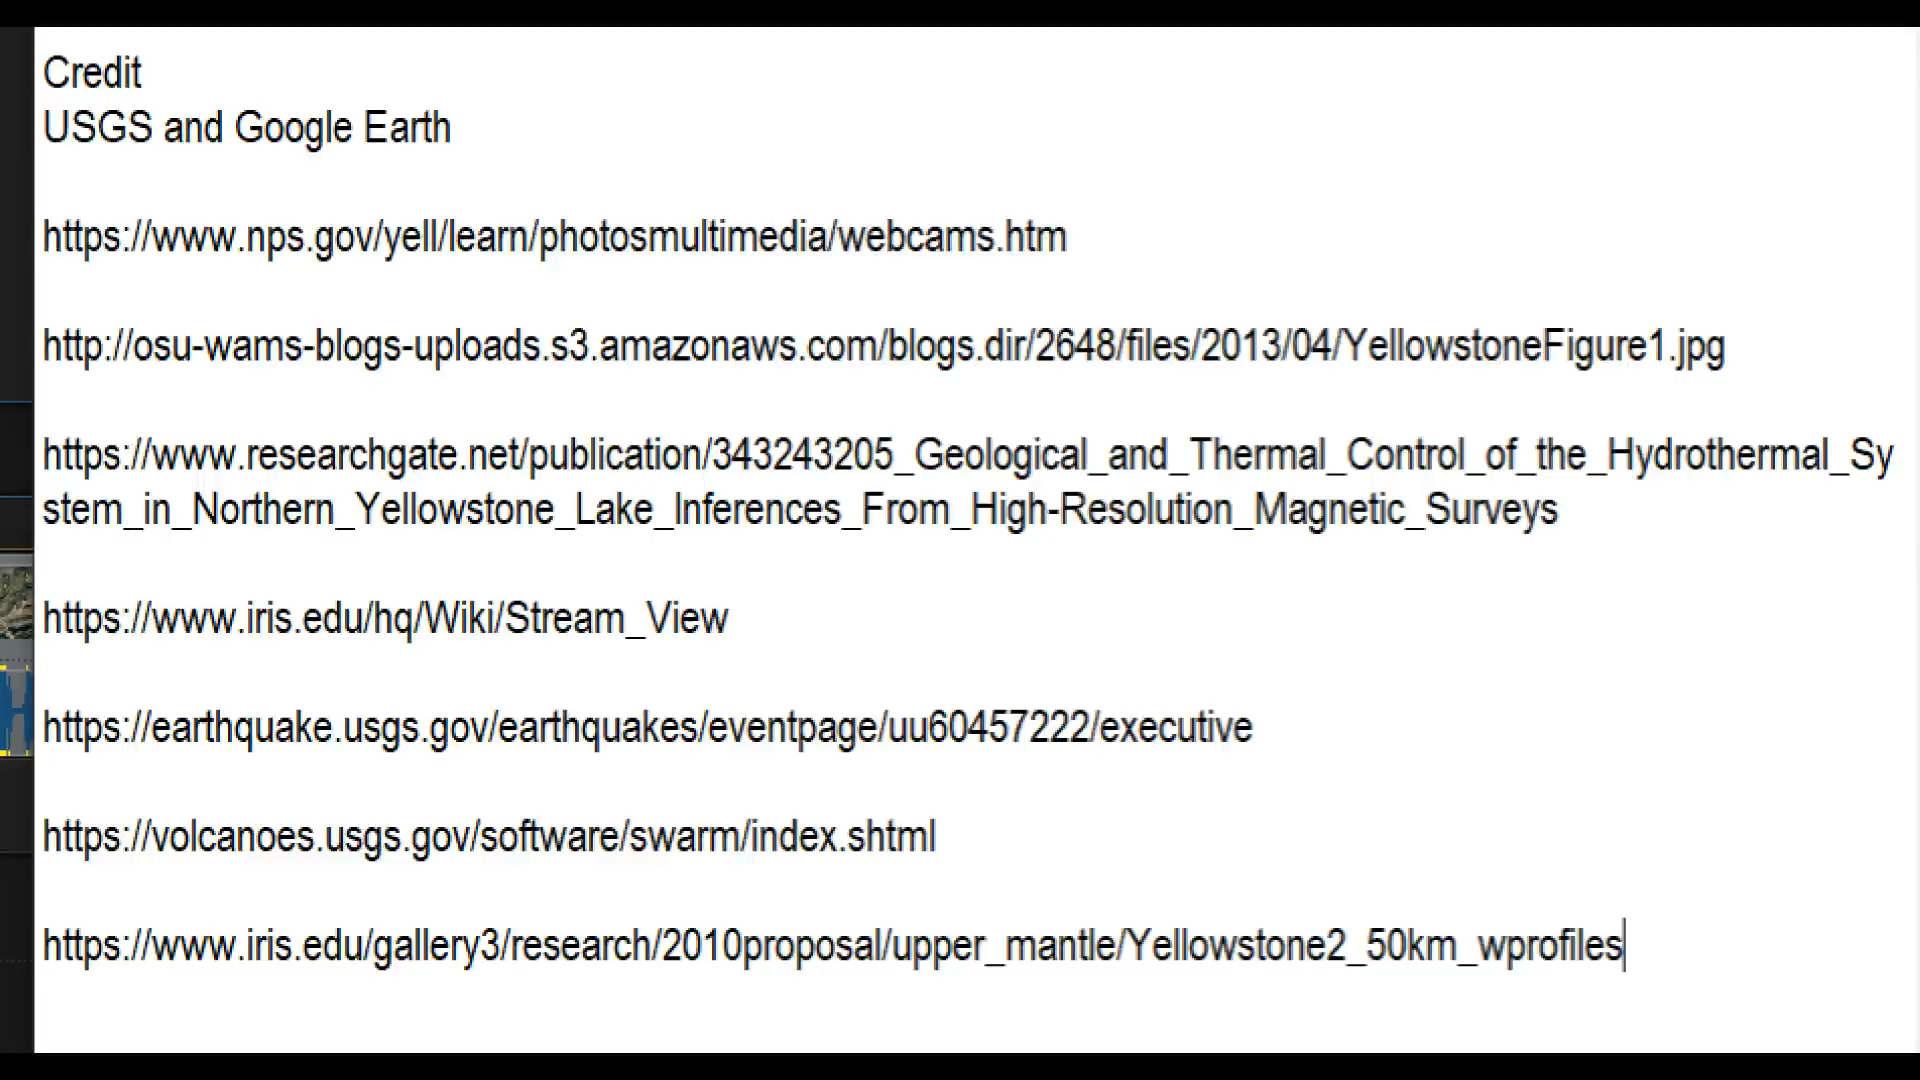 Credit
USGS and Google Earth
https://www.nps.gov/yell/learn/photosmultimedia/webcams.htm
http://osu-wams-blogs-uploads.s3.amazonaws.com/blogs.dir/2648/files/2013/04/YellowstoneFigure1.jpg
https://www.researchgate.net/publication/343243205_Geological_and_Thermal_Control_of_the_Hydrothermal_Sy
stem_in_Northern_Yellowstone_Lake_Inferences_From_High-Resolution_Magnetic_Surveys
https://www.iris.edu/hq/Wiki/Stream_View
https://earthquake.usgs.gov/earthquakes/eventpage/uu60457222/executive
https://volcanoes.usgs.gov/software/swarm/index.shtml
https://www.iris.edu/gallery3/research/2010proposal/upper_mantle/Yellowstone2_50km_wprofiles